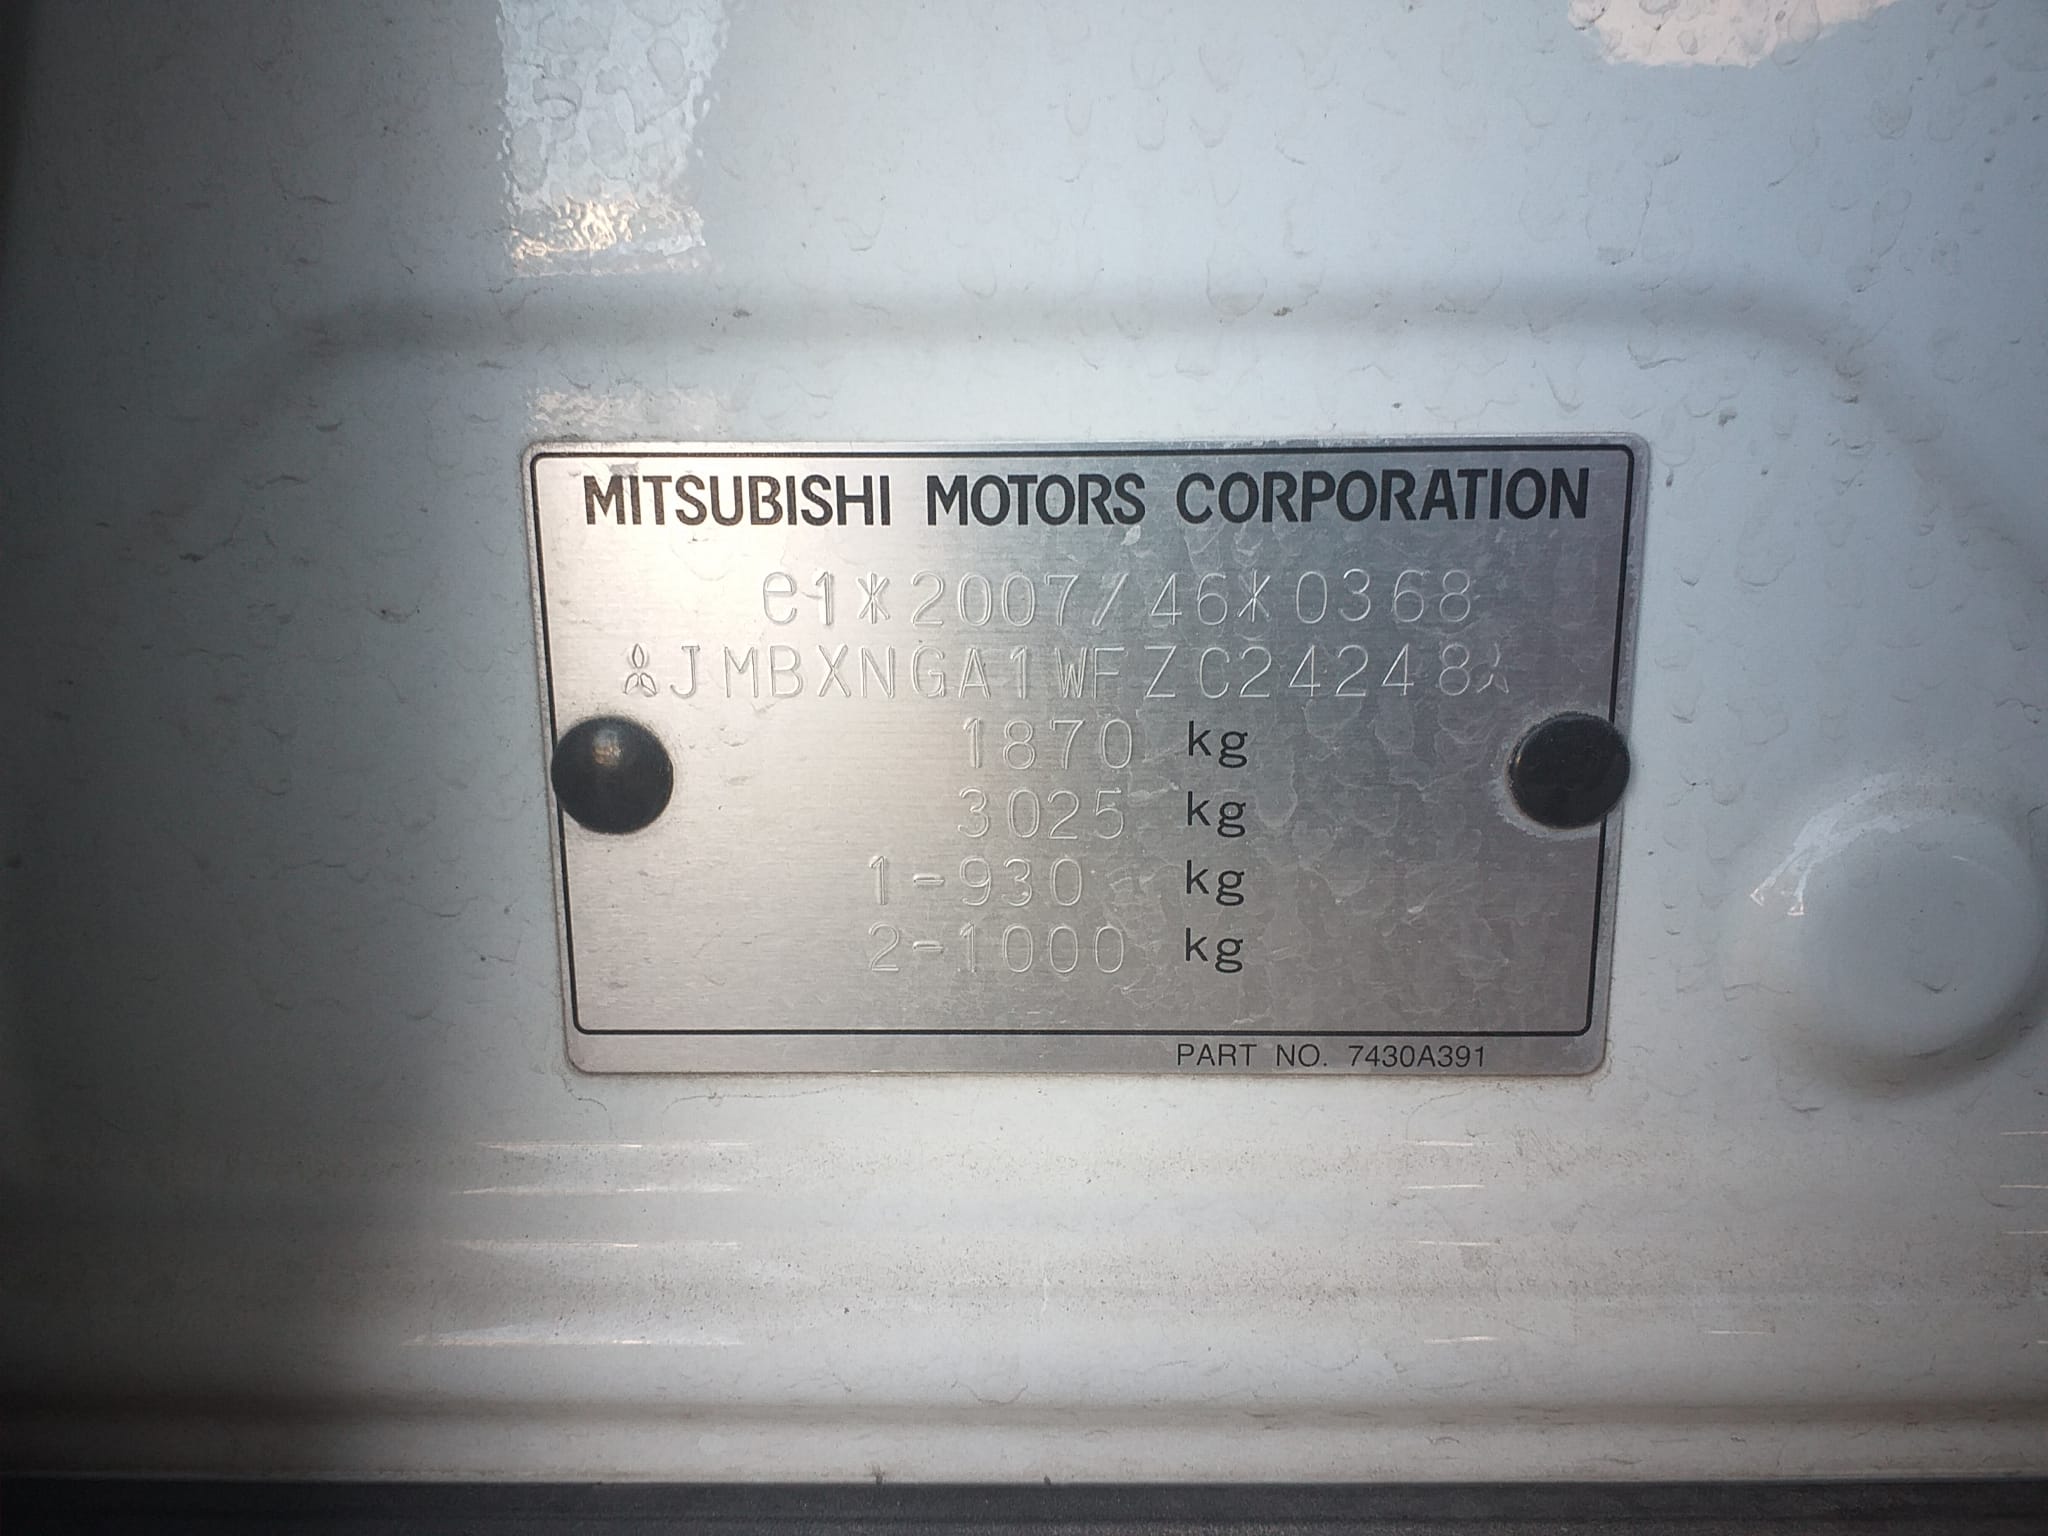 MITSUBISHI MOTORS CORPORATION
e1*2007/46*0368
JMBXNGA1WFZC24248
1870 kg
3025 kg
1-930 kg
2-1000 kg
PART NO. 7430A391